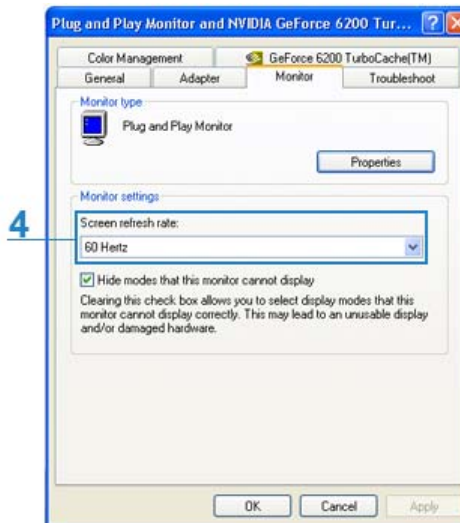 Plug and Play Monitor and NVIDIA GeForce 6200 Tur...
Color Management
GeForce 6200 TurboCache(TM)
General
Adapter
Monitor
Troubleshoot
Monitor type
Plug and Play Monitor
Properties
Monitor settings
4
Screen refresh rate:
60 Hertz
Hide modes that this monitor cannot display
Clearing this check box allows you to select display modes that this
monitor cannot display correctly. This may lead to an unusable display
and/or damaged hardware.
OK
Cancel
Apply